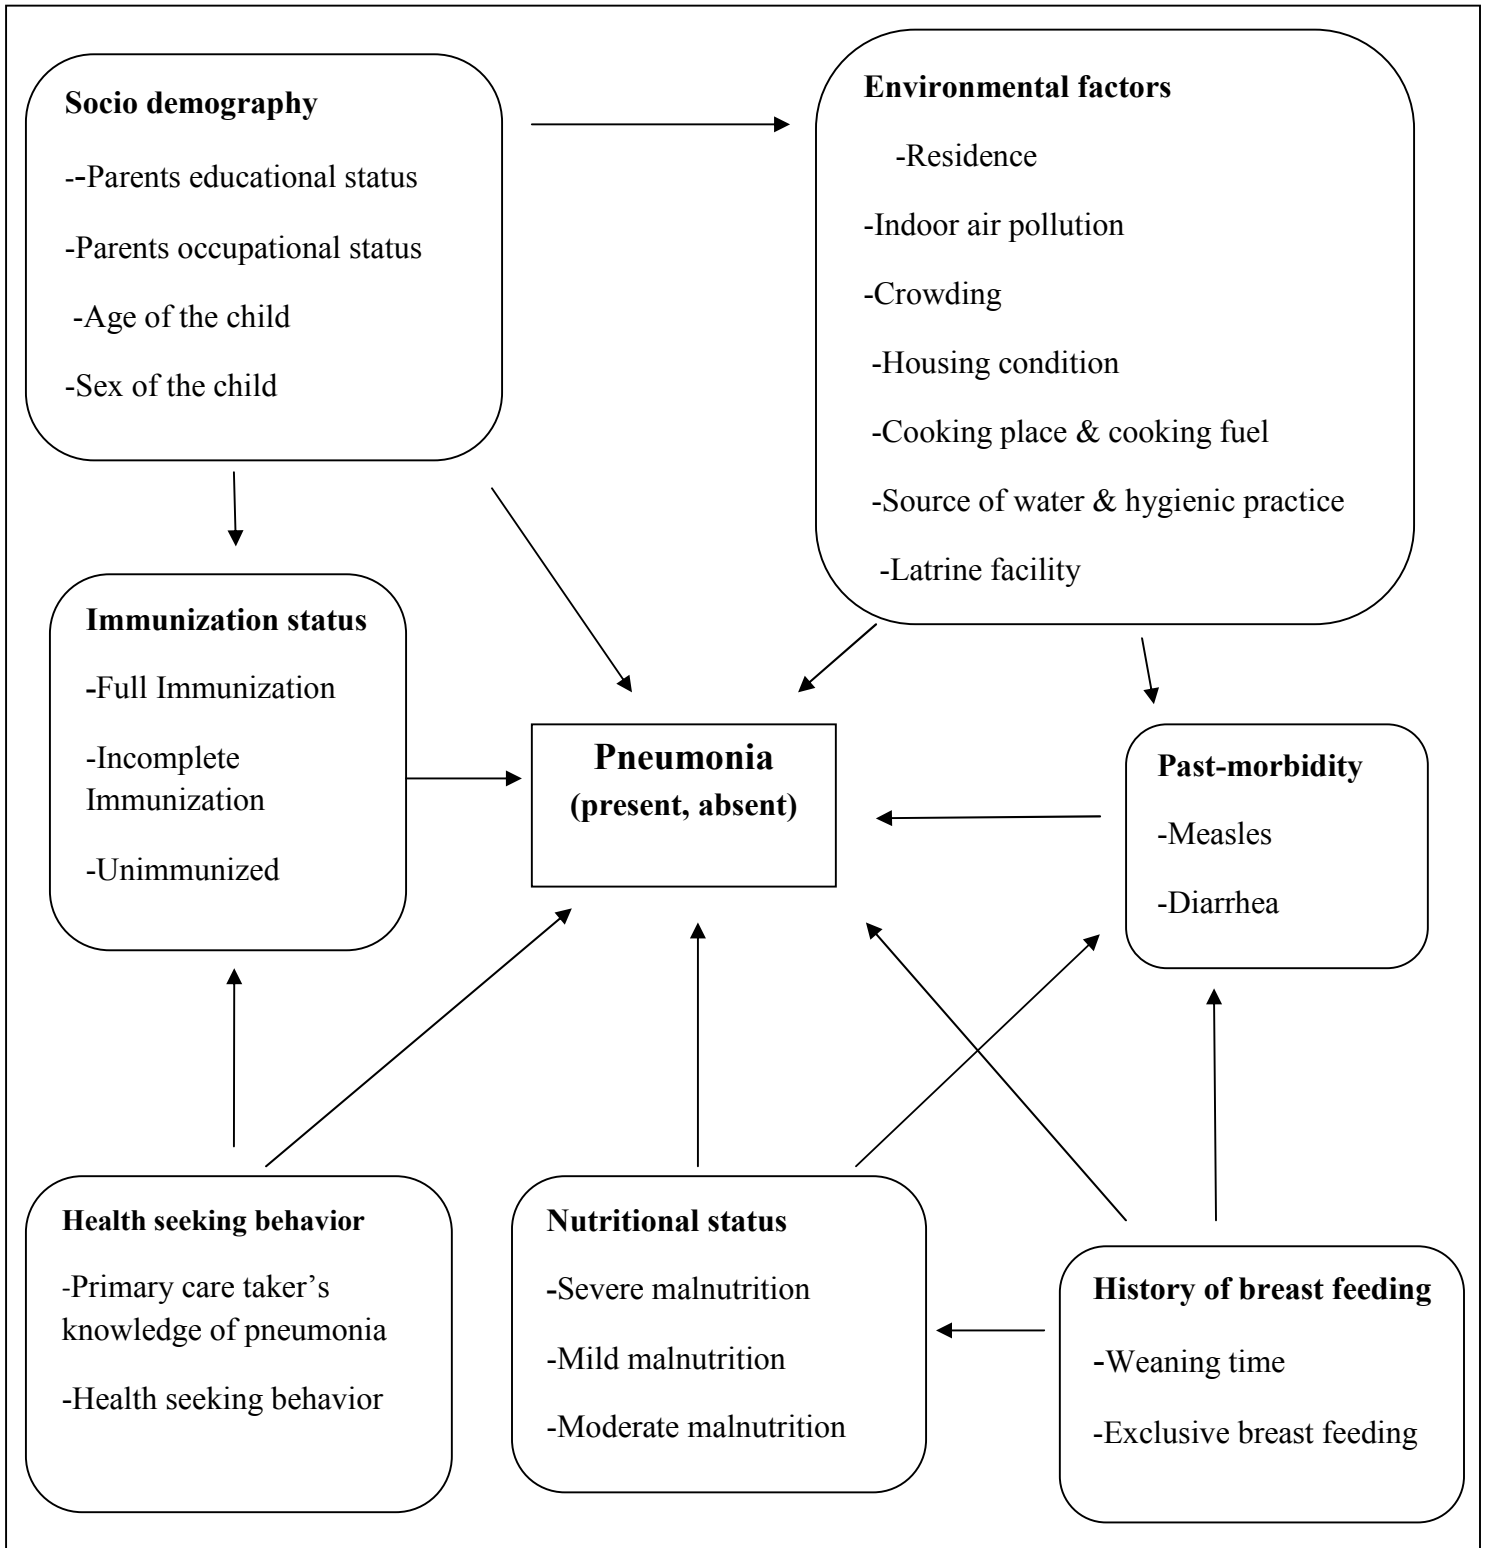 Socio demography
--Parents educational status
-Parents occupational status
-Age of the child
-Sex of the child
Environmental factors
-Residence
-Indoor air pollution
-Crowding
-Housing condition
-Cooking place & cooking fuel
-Source of water & hygienic practice
-Latrine facility
Immunization status
-Full Immunization
-Incomplete
Immunization
-Unimmunized
Pneumonia
(present, absent)
Past-morbidity
-Measles
-Diarrhea
Health seeking behavior
-Primary care taker’s
knowledge of pneumonia
-Health seeking behavior
Nutritional status
-Severe malnutrition
-Mild malnutrition
-Moderate malnutrition
History of breast feeding
-Weaning time
-Exclusive breast feeding